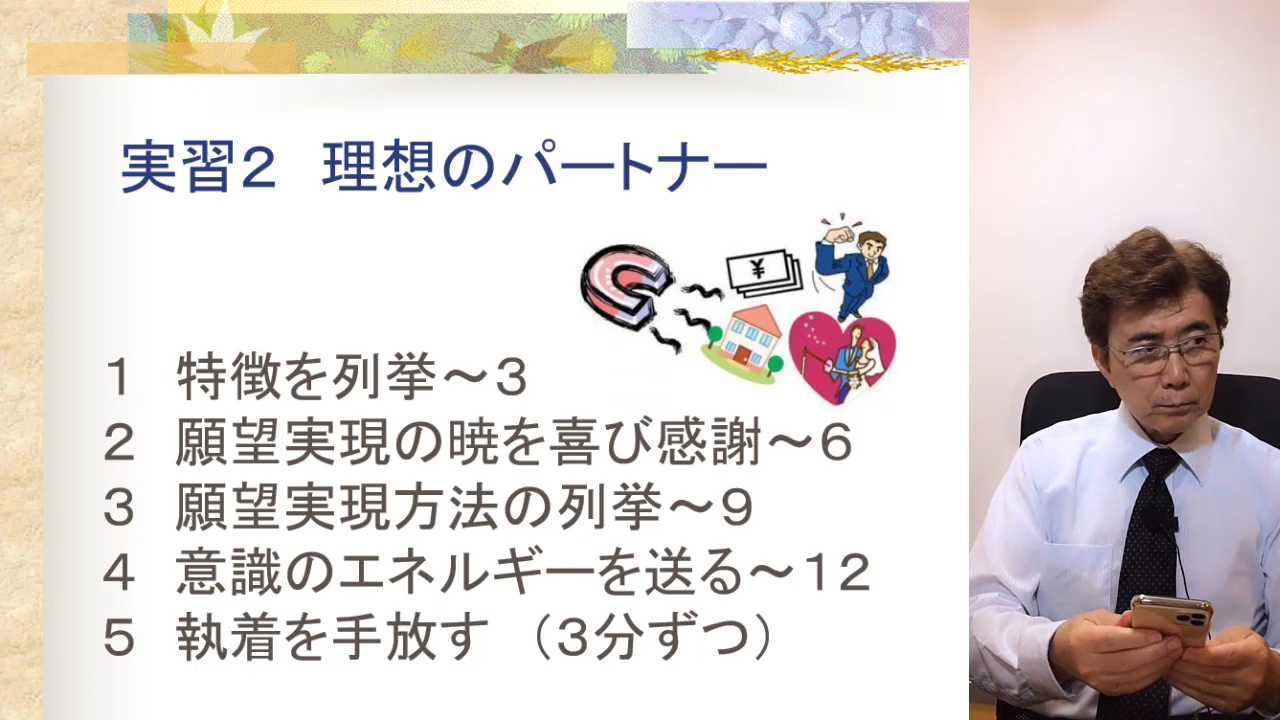 実習２　理想のパートナー
¥
１　特徴を列挙～３
２　願望実現の暁を喜び感謝～６
３　願望実現方法の列挙～９
４　意識のエネルギーを送る～１２
５　執着を手放す　（３分ずつ）